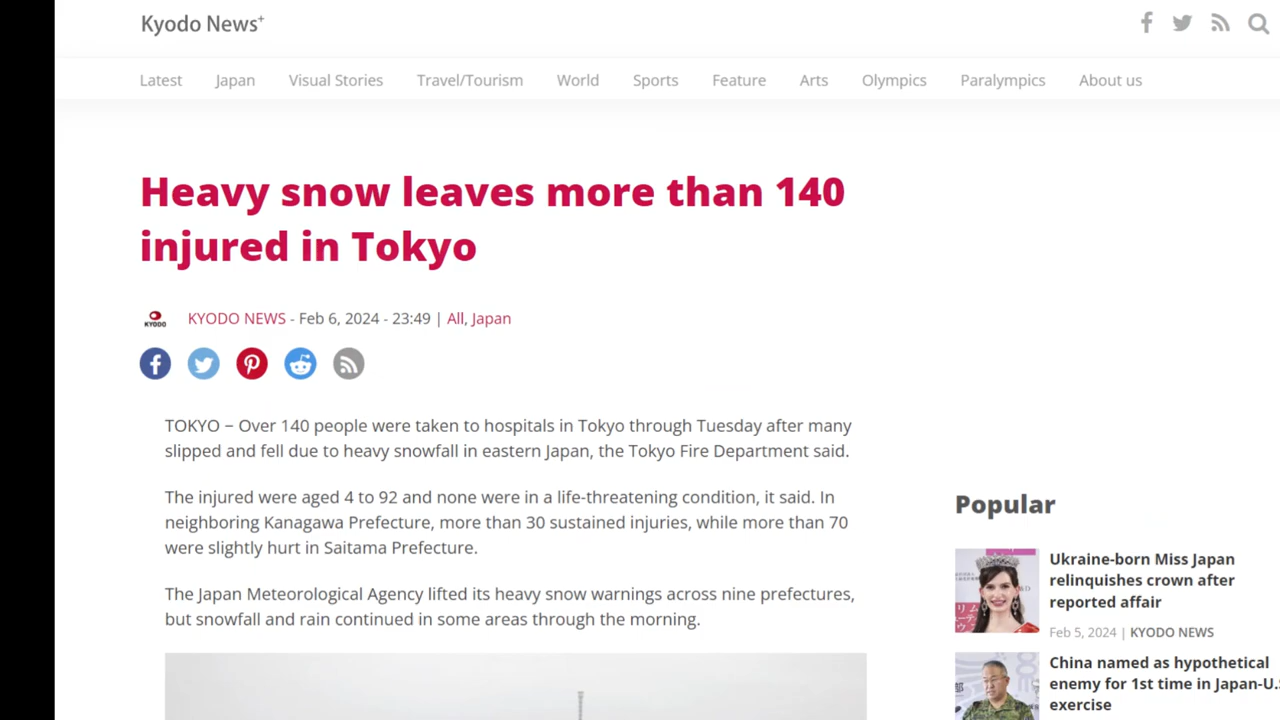 Kyodo News+
Latest Japan Visual Stories Travel/Tourism World Sports Feature Arts Olympics Paralympics About us
Heavy snow leaves more than 140
injured in Tokyo
KYODO
KYODO NEWS - Feb 6, 2024 - 23:49 | All, Japan
TOKYO – Over 140 people were taken to hospitals in Tokyo through Tuesday after many
slipped and fell due to heavy snowfall in eastern Japan, the Tokyo Fire Department said.
The injured were aged 4 to 92 and none were in a life-threatening condition, it said. In
neighboring Kanagawa Prefecture, more than 30 sustained injuries, while more than 70
were slightly hurt in Saitama Prefecture.
The Japan Meteorological Agency lifted its heavy snow warnings across nine prefectures,
but snowfall and rain continued in some areas through the morning.
Popular
Ukraine-born Miss Japan
relinquishes crown after
reported affair
Feb 5, 2024 | KYODO NEWS
China named as hypothetical
enemy for 1st time in Japan-U.
exercise